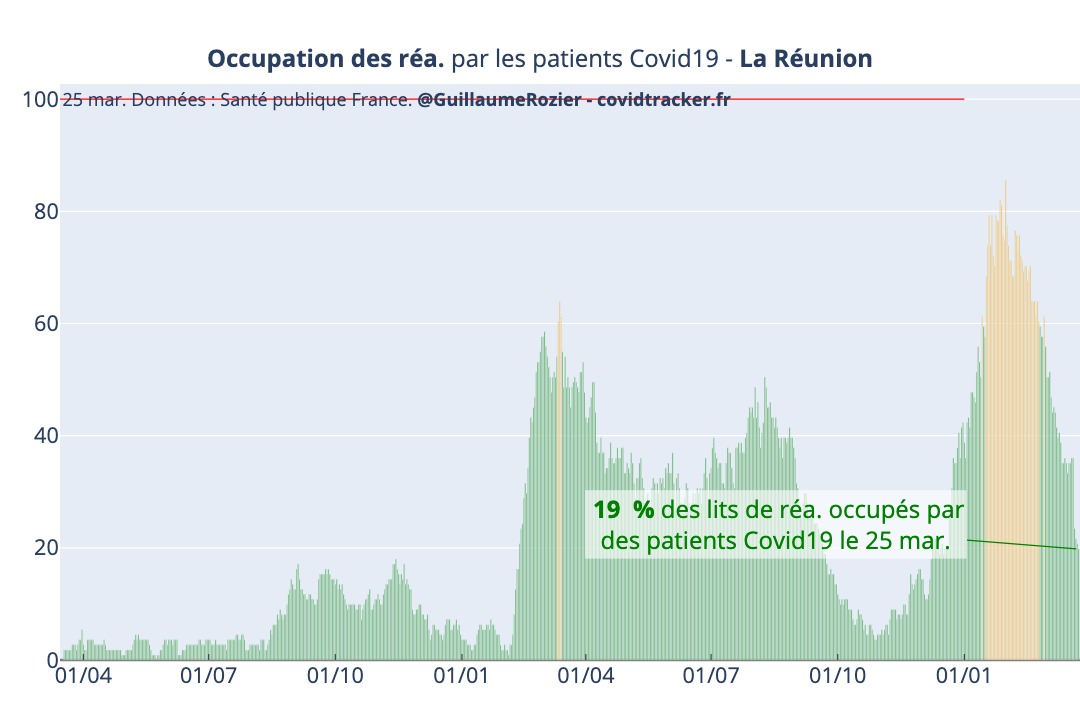 Occupation des réa. par les patients Covid19 - La Réunion
25 mar. Données : Santé publique France. @GuillaumeRozier - covidtracker.fr
100
80
60
40
20
0
19 % des lits de réa. occupés par
des patients Covid19 le 25 mar.
01/04 01/07 01/10 01/01 01/04 01/07 01/10 01/01